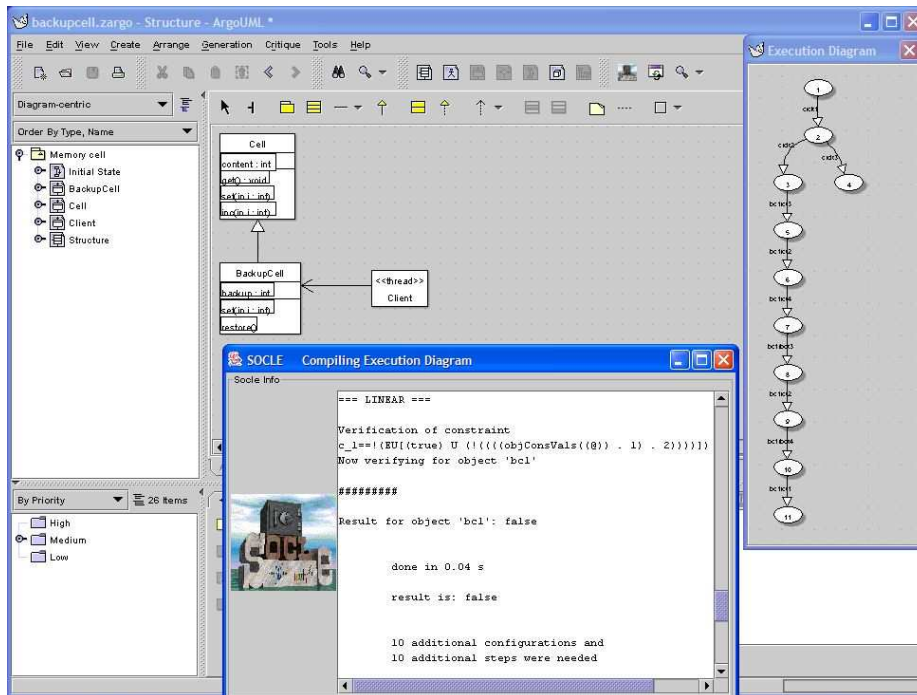 backupcell.zargo - Structure - ArgoUML *
File Edit View Create Arrange Generation Critique Tools Help
Diagram-centric
Order By Type, Name
Memory cell
Initial State
BackupCell
Cell
Client
Structure
Cell
content : int
get() : void
set(in i : int)
inc(in i : int)
BackupCell
backup : int
set(in i : int)
restore()
<<thread>>
Client
Execution Diagram
1
2
3
4
5
6
7
8
9
10
11
By Priority
26 Items
High
Medium
Low
SOCLE Compiling Execution Diagram
Socle Info
=== LINEAR ===
Verification of constraint
c_1==!(EU[(true) U (!((((objConsVals((@)) . 1) . 2))))])
Now verifying for object 'bc1'
#########
Result for object 'bc1': false
done in 0.04 s
result is: false
10 additional configurations and
10 additional steps were needed